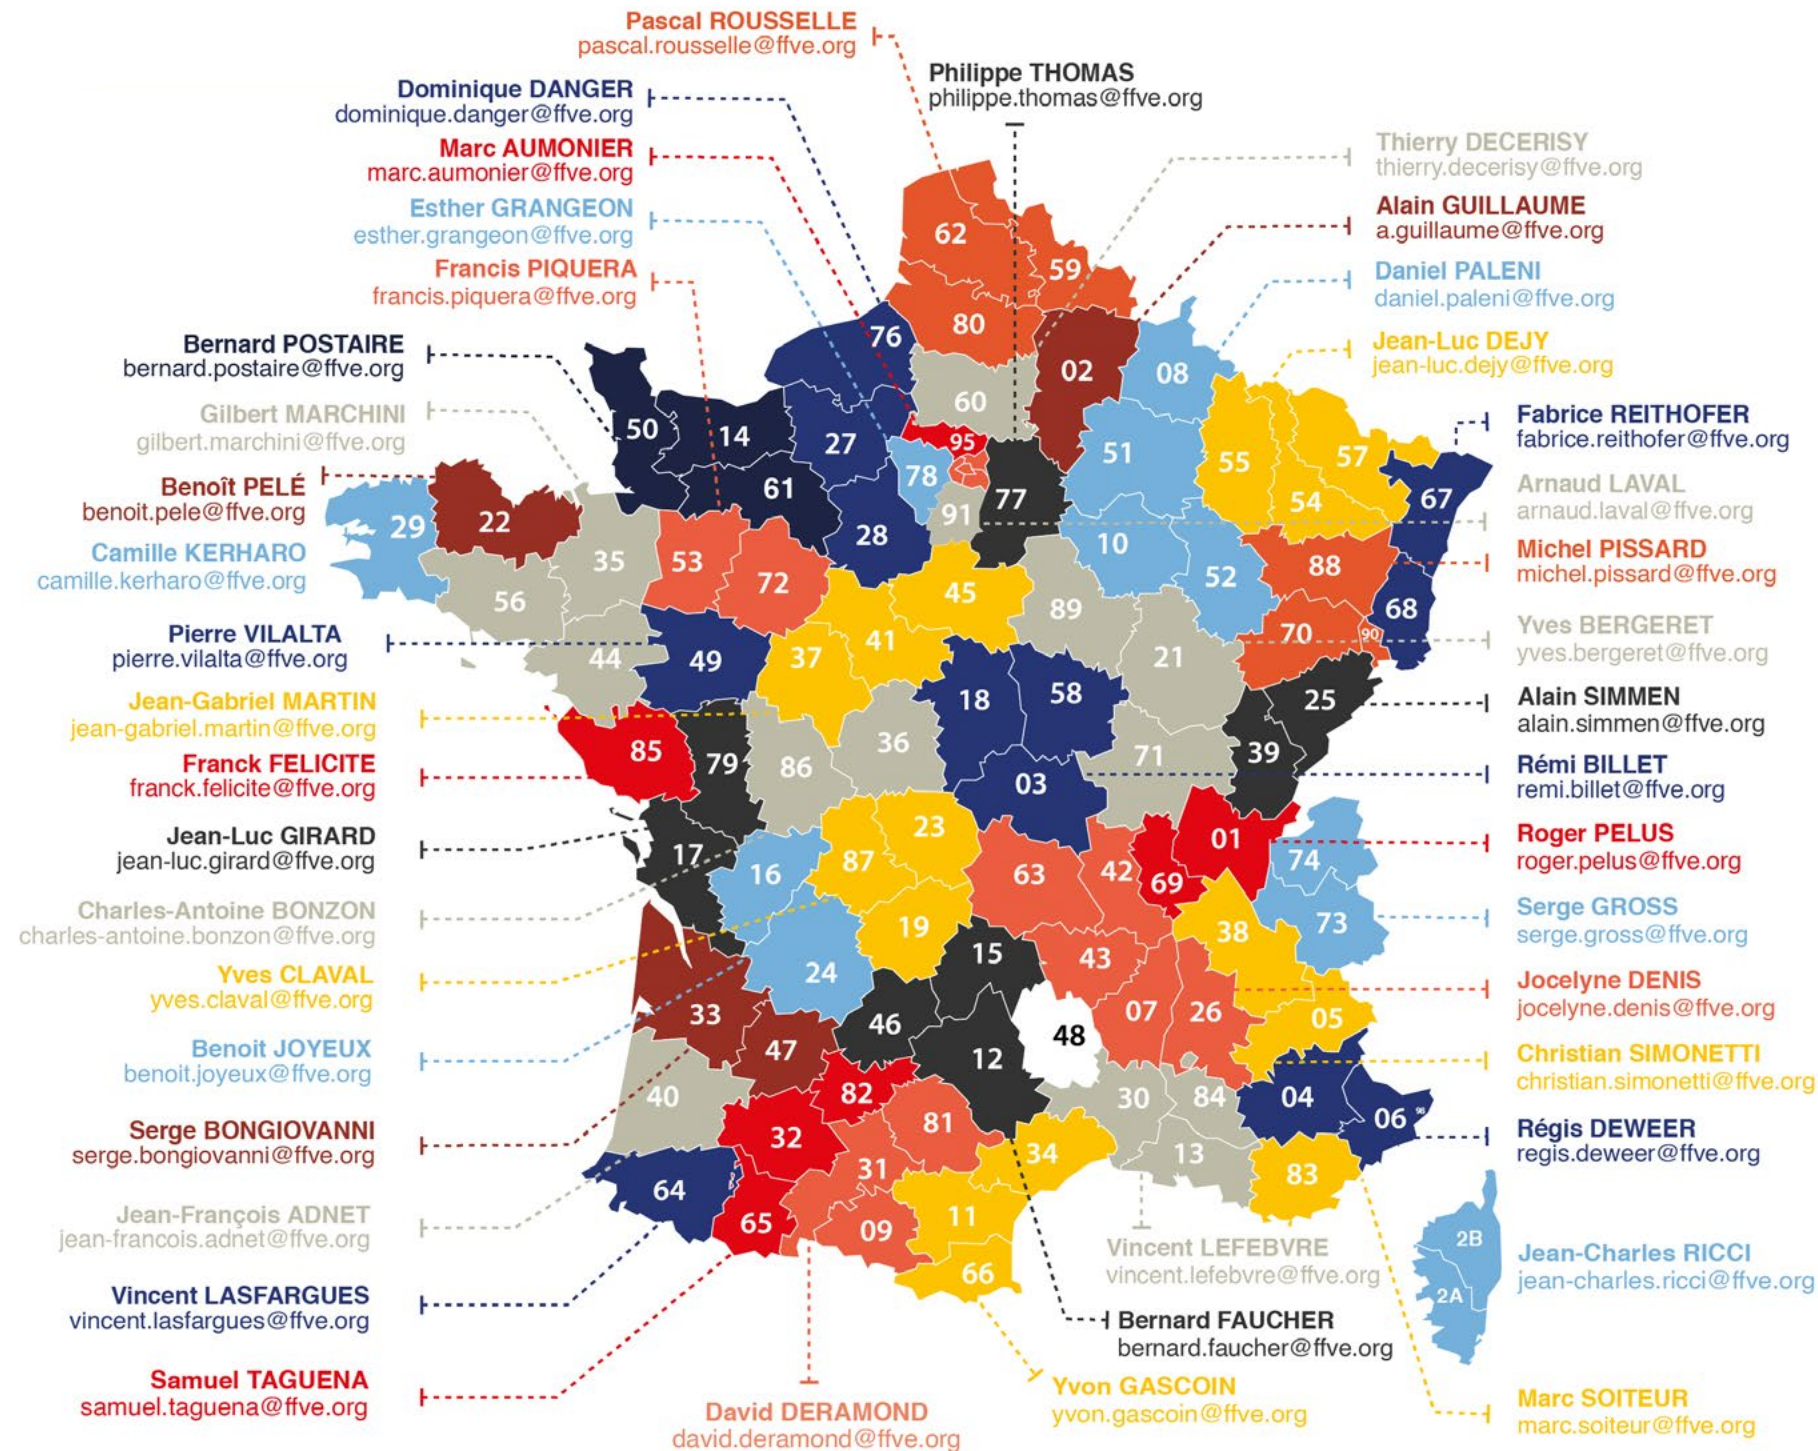 Pascal ROUSSELLE
pascal.rousselle@ffve.org
Philippe THOMAS
philippe.thomas@ffve.org
Dominique DANGER
dominique.danger@ffve.org
Marc AUMONIER
marc.aumonier@ffve.org
Esther GRANGEON
esther.grangeon@ffve.org
Francis PIQUERA
francis.piquera@ffve.org
Bernard POSTAIRE
bernard.postaire@ffve.org
Gilbert MARCHINI
gilbert.marchini@ffve.org
Benoît PELÉ
benoit.pele@ffve.org
Camille KERHARO
camille.kerharo@ffve.org
Pierre VILALTA
pierre.vilalta@ffve.org
Jean-Gabriel MARTIN
jean-gabriel.martin@ffve.org
Franck FELICITE
franck.felicite@ffve.org
Jean-Luc GIRARD
jean-luc.girard@ffve.org
Charles-Antoine BONZON
charles-antoine.bonzon@ffve.org
Yves CLAVAL
yves.claval@ffve.org
Benoit JOYEUX
benoit.joyeux@ffve.org
Serge BONGIOVANNI
serge.bongiovanni@ffve.org
Jean-François ADNET
jean-francois.adnet@ffve.org
Vincent LASFARGUES
vincent.lasfargues@ffve.org
Samuel TAGUENA
samuel.taguena@ffve.org
62
59
80
76
02
08
60
50
14
27
95
61
78
77
51
55
57
54
67
91
29
22
28
10
35
53
72
52
88
56
45
89
68
41
70
90
44
49
37
21
18
58
25
85
79
86
36
71
39
03
23
01
17
16
87
63
42
69
74
19
38
73
24
15
43
33
46
07
26
05
47
48
12
40
82
30
84
04
06
98
32
81
34
13
83
64
31
65
09
11
66
2B
2A
Thierry DECERISY
thierry.decerisy@ffve.org
Alain GUILLAUME
a.guillaume@ffve.org
Daniel PALENI
daniel.paleni@ffve.org
Jean-Luc DEJY
jean-luc.dejy@ffve.org
Fabrice REITHOFER
fabrice.reithofer@ffve.org
Arnaud LAVAL
arnaud.laval@ffve.org
Michel PISSARD
michel.pissard@ffve.org
Yves BERGERET
yves.bergeret@ffve.org
Alain SIMMEN
alain.simmen@ffve.org
Rémi BILLET
remi.billet@ffve.org
Roger PELUS
roger.pelus@ffve.org
Serge GROSS
serge.gross@ffve.org
Jocelyne DENIS
jocelyne.denis@ffve.org
Christian SIMONETTI
christian.simonetti@ffve.org
Régis DEWEER
regis.deweer@ffve.org
Jean-Charles RICCI
jean-charles.ricci@ffve.org
Marc SOITEUR
marc.soiteur@ffve.org
Vincent LEFEBVRE
vincent.lefebvre@ffve.org
Bernard FAUCHER
bernard.faucher@ffve.org
Yvon GASCOIN
yvon.gascoin@ffve.org
David DERAMOND
david.deramond@ffve.org